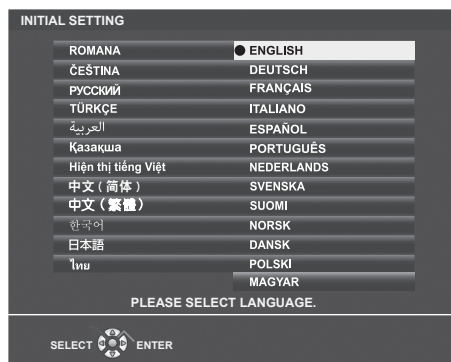 INITIAL SETTING
ROMANA
ČEŠTINA
РУССКИЙ
TÜRKÇE
العربية
Қазақша
Hiện thị tiếng Việt
中文 ( 简体 )
中文 ( 繁體 )
한국어
日本語
ไทย
ENGLISH
DEUTSCH
FRANÇAIS
ITALIANO
ESPAÑOL
PORTUGUÊS
NEDERLANDS
SVENSKA
SUOMI
NORSK
DANSK
POLSKI
MAGYAR
PLEASE SELECT LANGUAGE.
SELECT ENTER